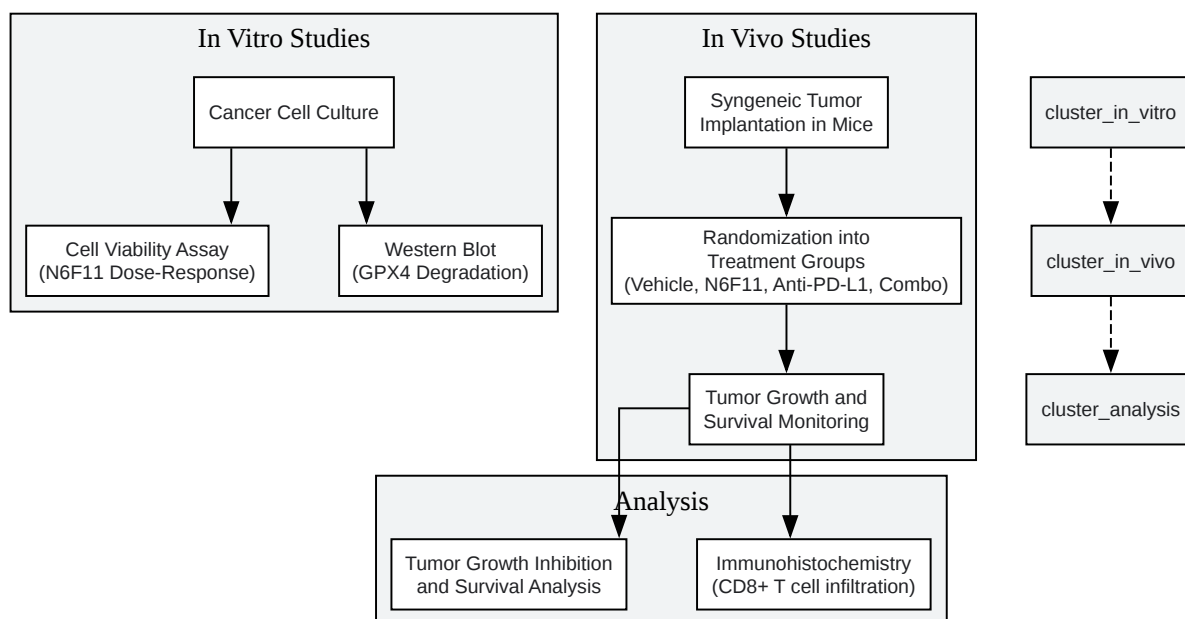 In Vitro Studies
Cancer Cell Culture
Cell Viability Assay
(N6F11 Dose-Response)
Western Blot
(GPX4 Degradation)
In Vivo Studies
Syngeneic Tumor
Implantation in Mice
Randomization into
Treatment Groups
(Vehicle, N6F11, Anti-PD-L1, Combo)
Tumor Growth and
Survival Monitoring
Analysis
Tumor Growth Inhibition
and Survival Analysis
Immunohistochemistry
(CD8+ T cell infiltration)
cluster_in_vitro
cluster_in_vivo
cluster_analysis